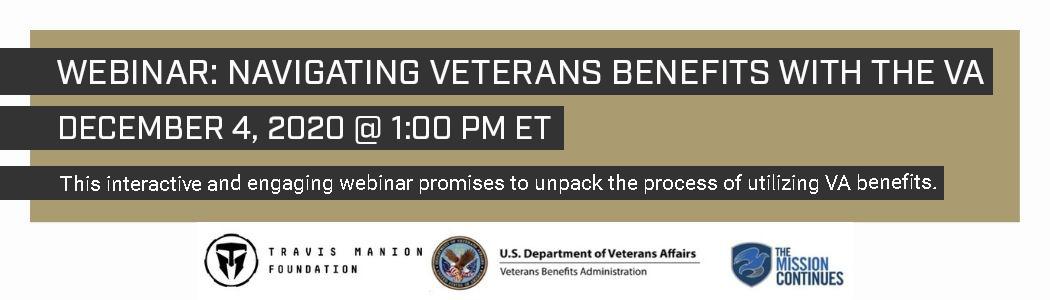 WEBINAR: NAVIGATING VETERANS BENEFITS WITH THE VA
DECEMBER 4, 2020 @ 1:00 PM ET
This interactive and engaging webinar promises to unpack the process of utilizing VA benefits.
TRAVIS MANION
FOUNDATION
U.S. Department of Veterans Affairs
Veterans Benefits Administration
THE
MISSION
CONTINUES